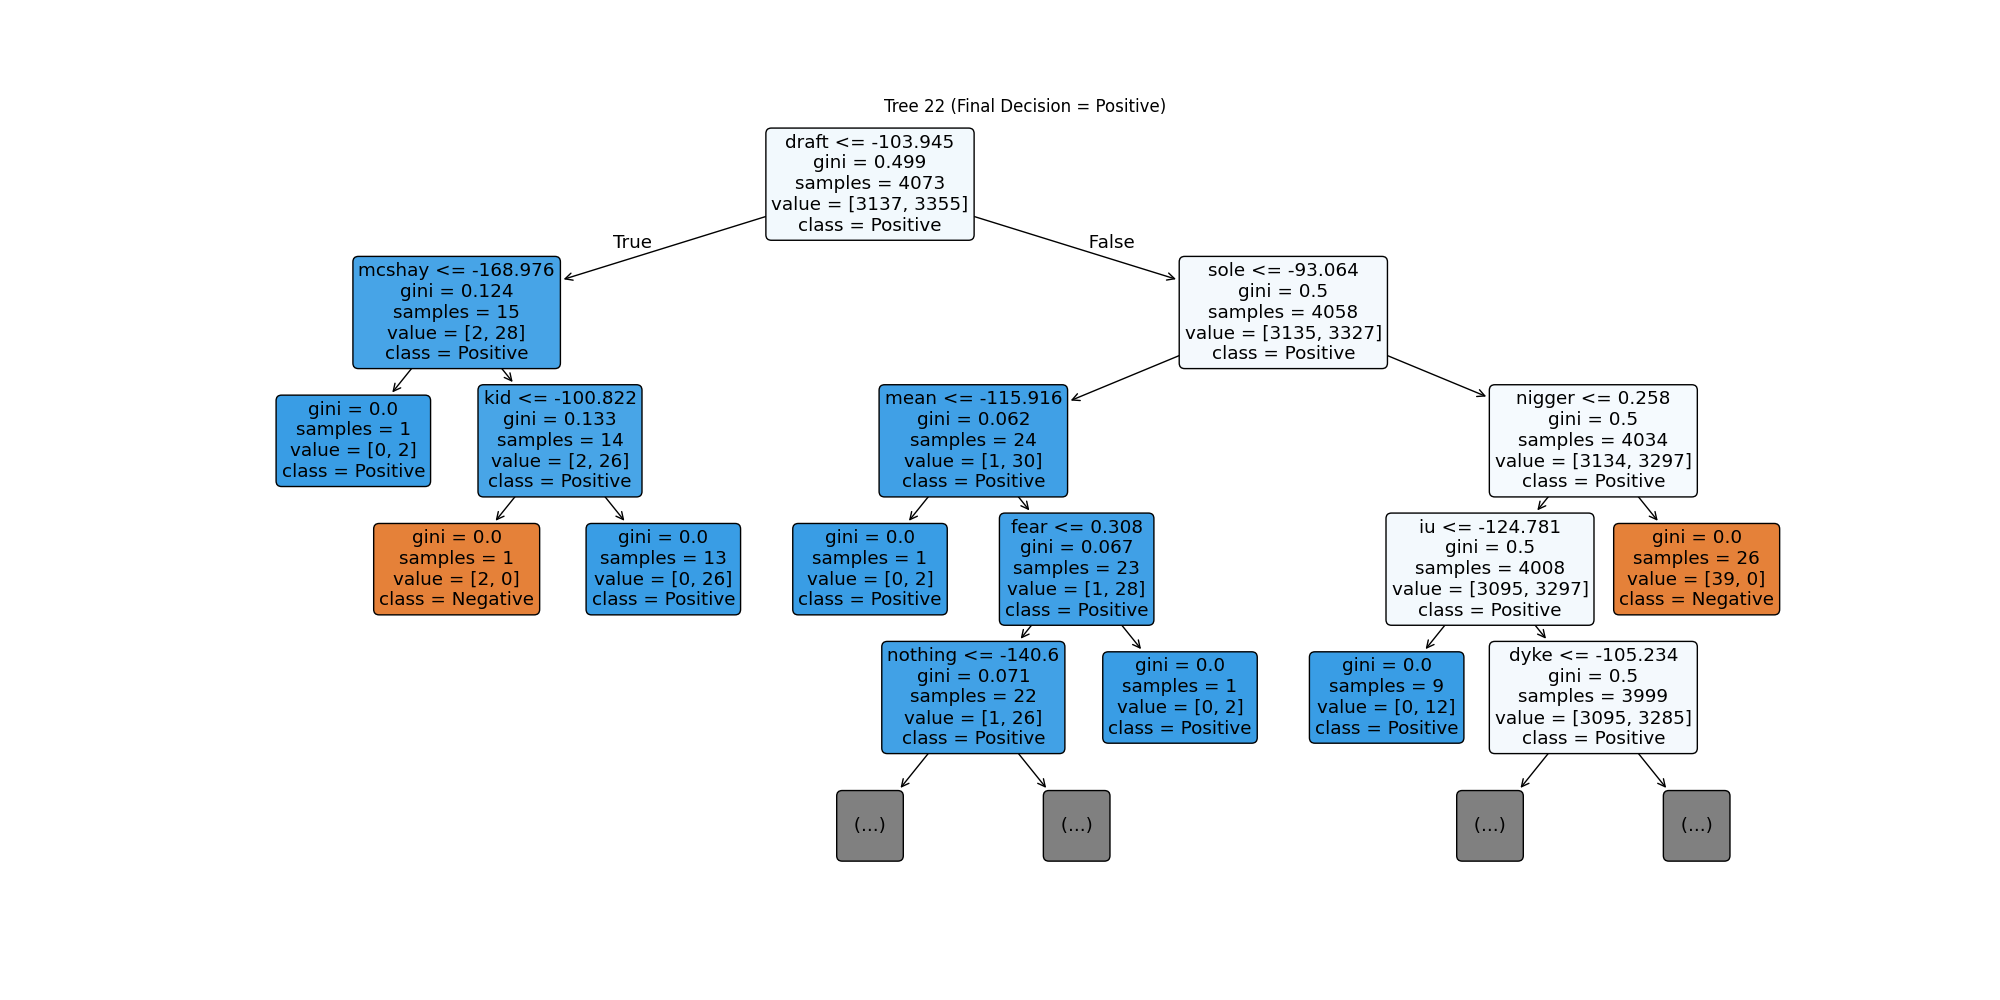 Tree 22 (Final Decision = Positive)
draft <= -103.945
gini = 0.499
samples = 4073
value = [3137, 3355]
class = Positive
True
False
mcshay <= -168.976
gini = 0.124
samples = 15
value = [2, 28]
class = Positive
sole <= -93.064
gini = 0.5
samples = 4058
value = [3135, 3327]
class = Positive
gini = 0.0
samples = 1
value = [0, 2]
class = Positive
kid <= -100.822
gini = 0.133
samples = 14
value = [2, 26]
class = Positive
mean <= -115.916
gini = 0.062
samples = 24
value = [1, 30]
class = Positive
nigger <= 0.258
gini = 0.5
samples = 4034
value = [3134, 3297]
class = Positive
gini = 0.0
samples = 1
value = [2, 0]
class = Negative
gini = 0.0
samples = 13
value = [0, 26]
class = Positive
gini = 0.0
samples = 1
value = [0, 2]
class = Positive
fear <= 0.308
gini = 0.067
samples = 23
value = [1, 28]
class = Positive
iu <= -124.781
gini = 0.5
samples = 4008
value = [3095, 3297]
class = Positive
gini = 0.0
samples = 26
value = [39, 0]
class = Negative
nothing <= -140.6
gini = 0.071
samples = 22
value = [1, 26]
class = Positive
gini = 0.0
samples = 1
value = [0, 2]
class = Positive
gini = 0.0
samples = 9
value = [0, 12]
class = Positive
dyke <= -105.234
gini = 0.5
samples = 3999
value = [3095, 3285]
class = Positive
(...)
(...)
(...)
(...)